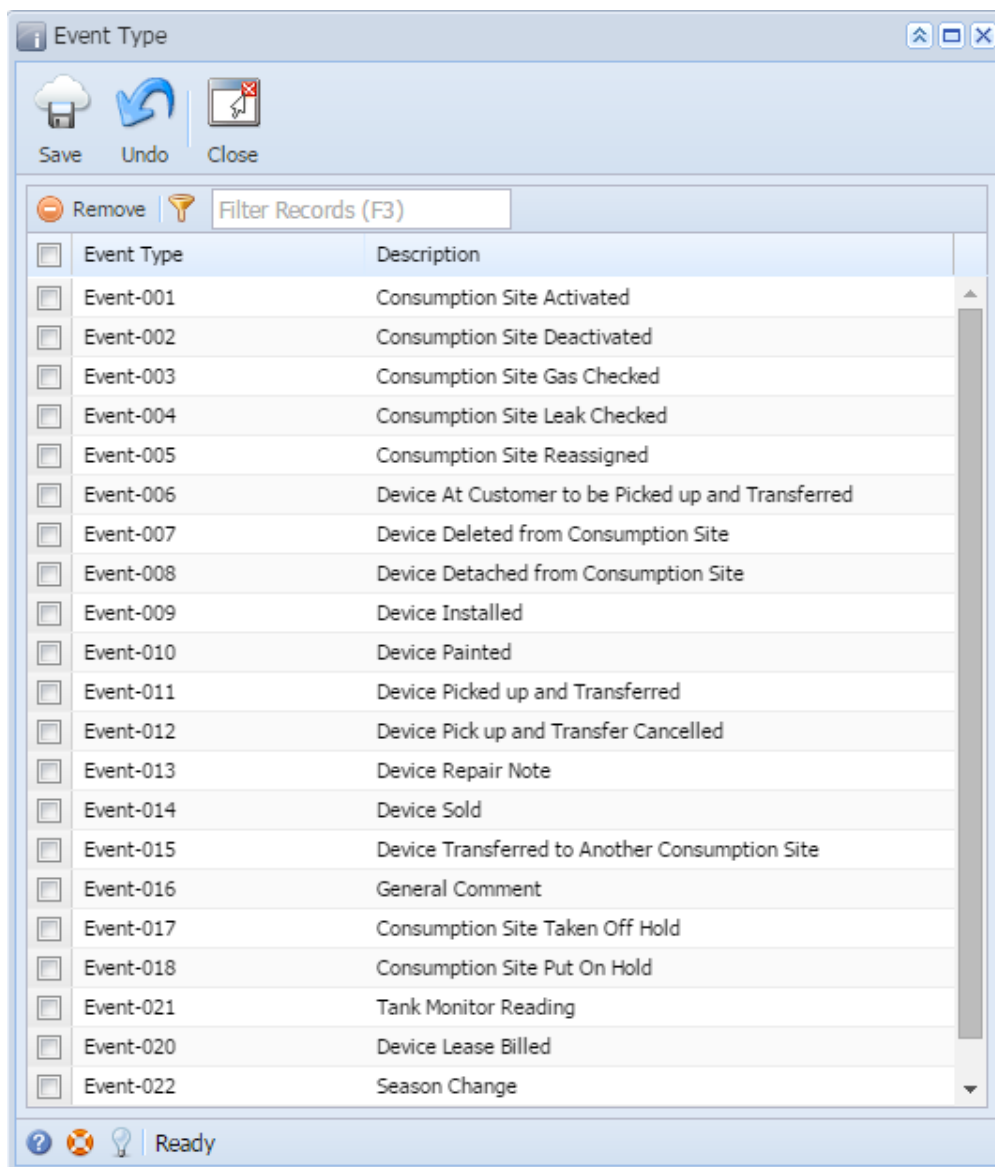 Event Type
Save Undo Close
Remove Filter Records (F3)
Event Type Description
Event-001 Consumption Site Activated
Event-002 Consumption Site Deactivated
Event-003 Consumption Site Gas Checked
Event-004 Consumption Site Leak Checked
Event-005 Consumption Site Reassigned
Event-006 Device At Customer to be Picked up and Transferred
Event-007 Device Deleted from Consumption Site
Event-008 Device Detached from Consumption Site
Event-009 Device Installed
Event-010 Device Painted
Event-011 Device Picked up and Transferred
Event-012 Device Pick up and Transfer Cancelled
Event-013 Device Repair Note
Event-014 Device Sold
Event-015 Device Transferred to Another Consumption Site
Event-016 General Comment
Event-017 Consumption Site Taken Off Hold
Event-018 Consumption Site Put On Hold
Event-021 Tank Monitor Reading
Event-020 Device Lease Billed
Event-022 Season Change
Ready